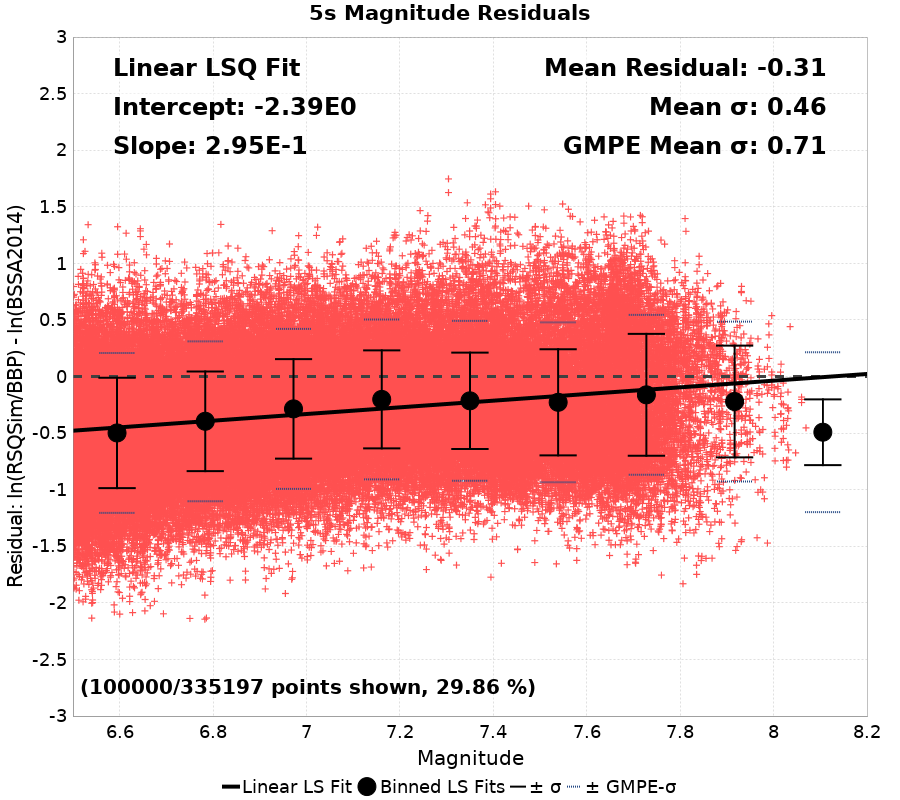 5s Magnitude Residuals
Linear LSQ Fit
Intercept: -2.39E0
Slope: 2.95E-1
Mean Residual: -0.31
Mean σ: 0.46
GMPE Mean σ: 0.71
Residual: ln(RSQSim/BBP) - ln(BSSA2014)
3
2.5
2
1.5
1
0.5
0
-0.5
-1
-1.5
-2
-2.5
-3
(100000/335197 points shown, 29.86 %)
6.6 6.8 7 7.2 7.4 7.6 7.8 8 8.2
Magnitude
Linear LS Fit Binned LS Fits ± σ ± GMPE-σ